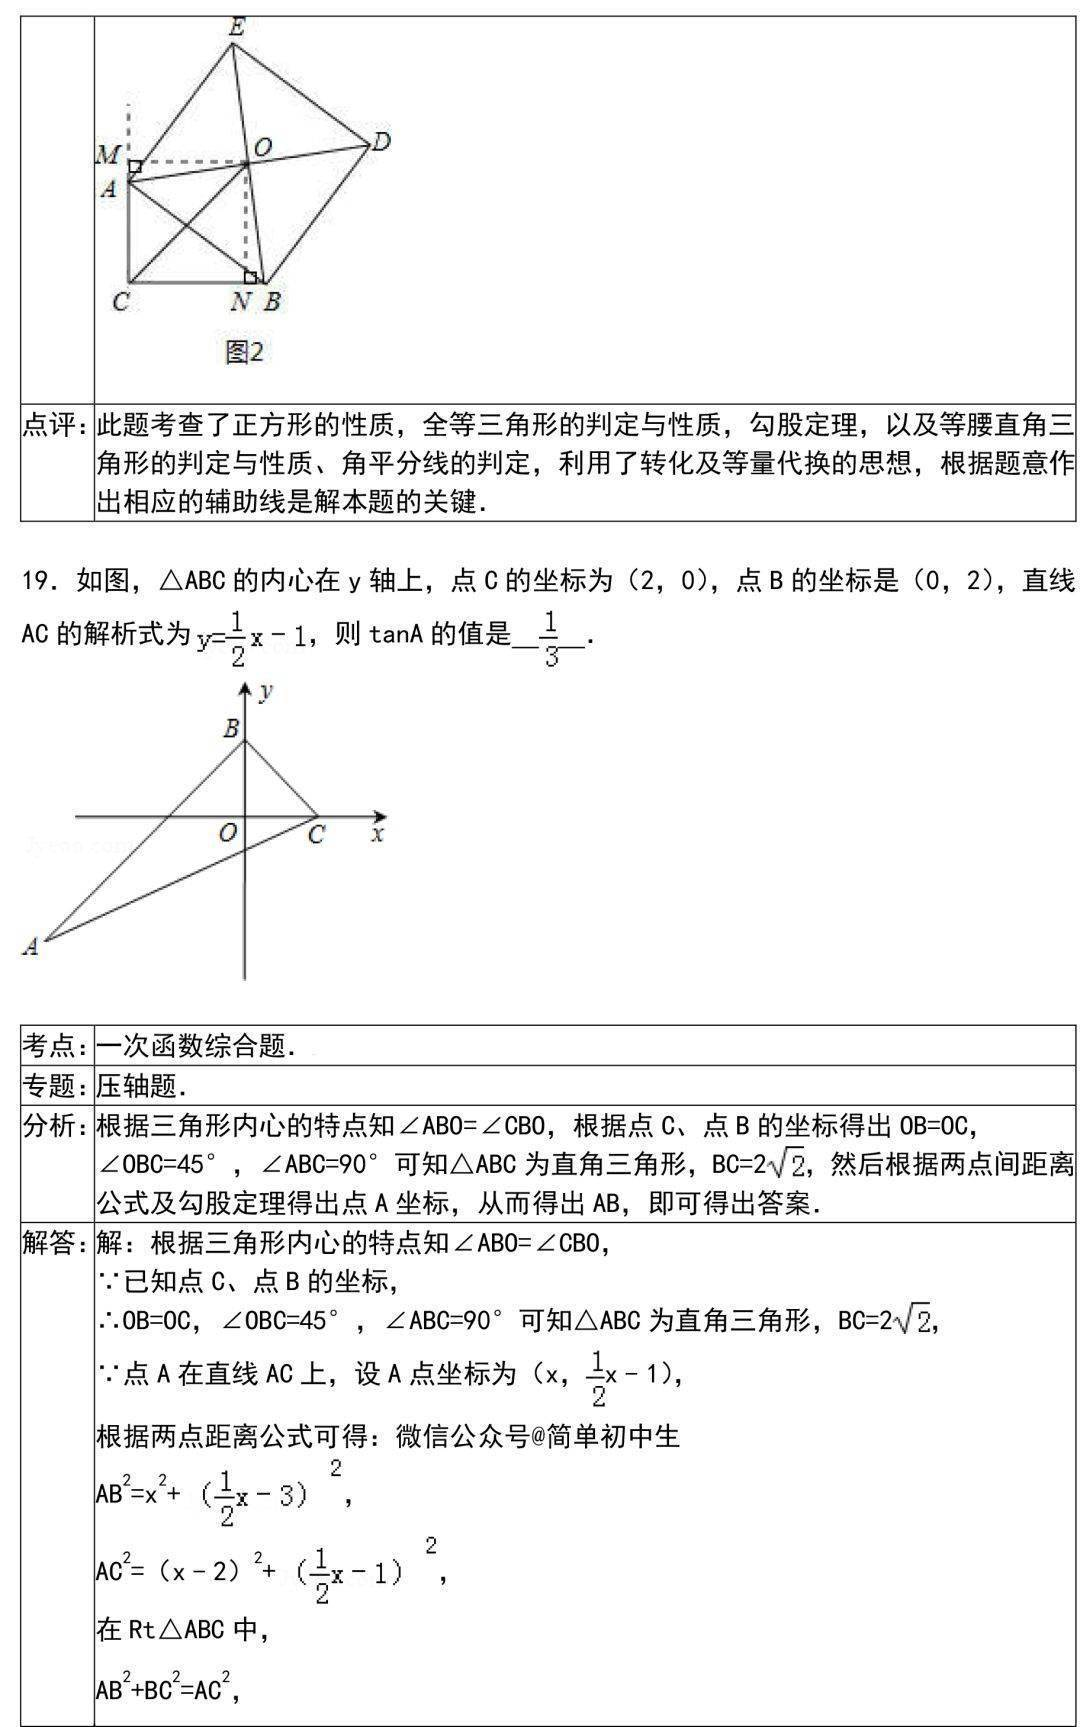 E
D
O
M
A
C
N B
图2
点评：此题考查了正方形的性质，全等三角形的判定与性质，勾股定理，以及等腰直角三
角形的判定与性质、角平分线的判定，利用了转化及等量代换的思想，根据题意作
出相应的辅助线是解本题的关键．
19．如图，△ABC 的内心在 y 轴上，点 C 的坐标为（2，0），点 B 的坐标是（0，2），直线
AC 的解析式为 y=1/2x－1，则 tanA 的值是__1/3__．
y
B
O
C
x
A
考点：一次函数综合题．
专题：压轴题．
分析：根据三角形内心的特点知∠ABO=∠CBO，根据点 C、点 B 的坐标得出 OB=OC，
∠OBC=45°，∠ABC=90°可知△ABC 为直角三角形，BC=2√2，然后根据两点间距离
公式及勾股定理得出点 A 坐标，从而得出 AB，即可得出答案．
解答：解：根据三角形内心的特点知∠ABO=∠CBO，
∵已知点 C、点 B 的坐标，
∴OB=OC，∠OBC=45°，∠ABC=90°可知△ABC 为直角三角形，BC=2√2，
∵点 A 在直线 AC 上，设 A 点坐标为（x，1/2x－1），
根据两点距离公式可得：微信公众号@简单初中生
AB²=x²+（1/2x－3）²，
AC²=（x－2）²+（1/2x－1）²，
在 Rt△ABC 中，
AB²+BC²=AC²，